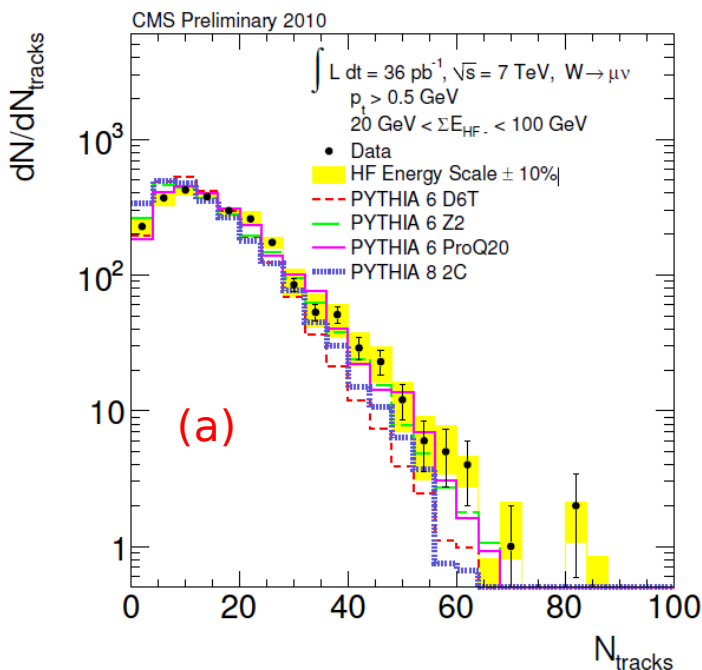 CMS Preliminary 2010
dN/dN_tracks
∫ L dt = 36 pb⁻¹, √s = 7 TeV, W → μν
p_t > 0.5 GeV
20 GeV < ΣE_HF- < 100 GeV
Data
HF Energy Scale ± 10%|
PYTHIA 6 D6T
PYTHIA 6 Z2
PYTHIA 6 ProQ20
PYTHIA 8 2C
10³
10²
10
1
(a)
0 20 40 60 80 100
N_tracks